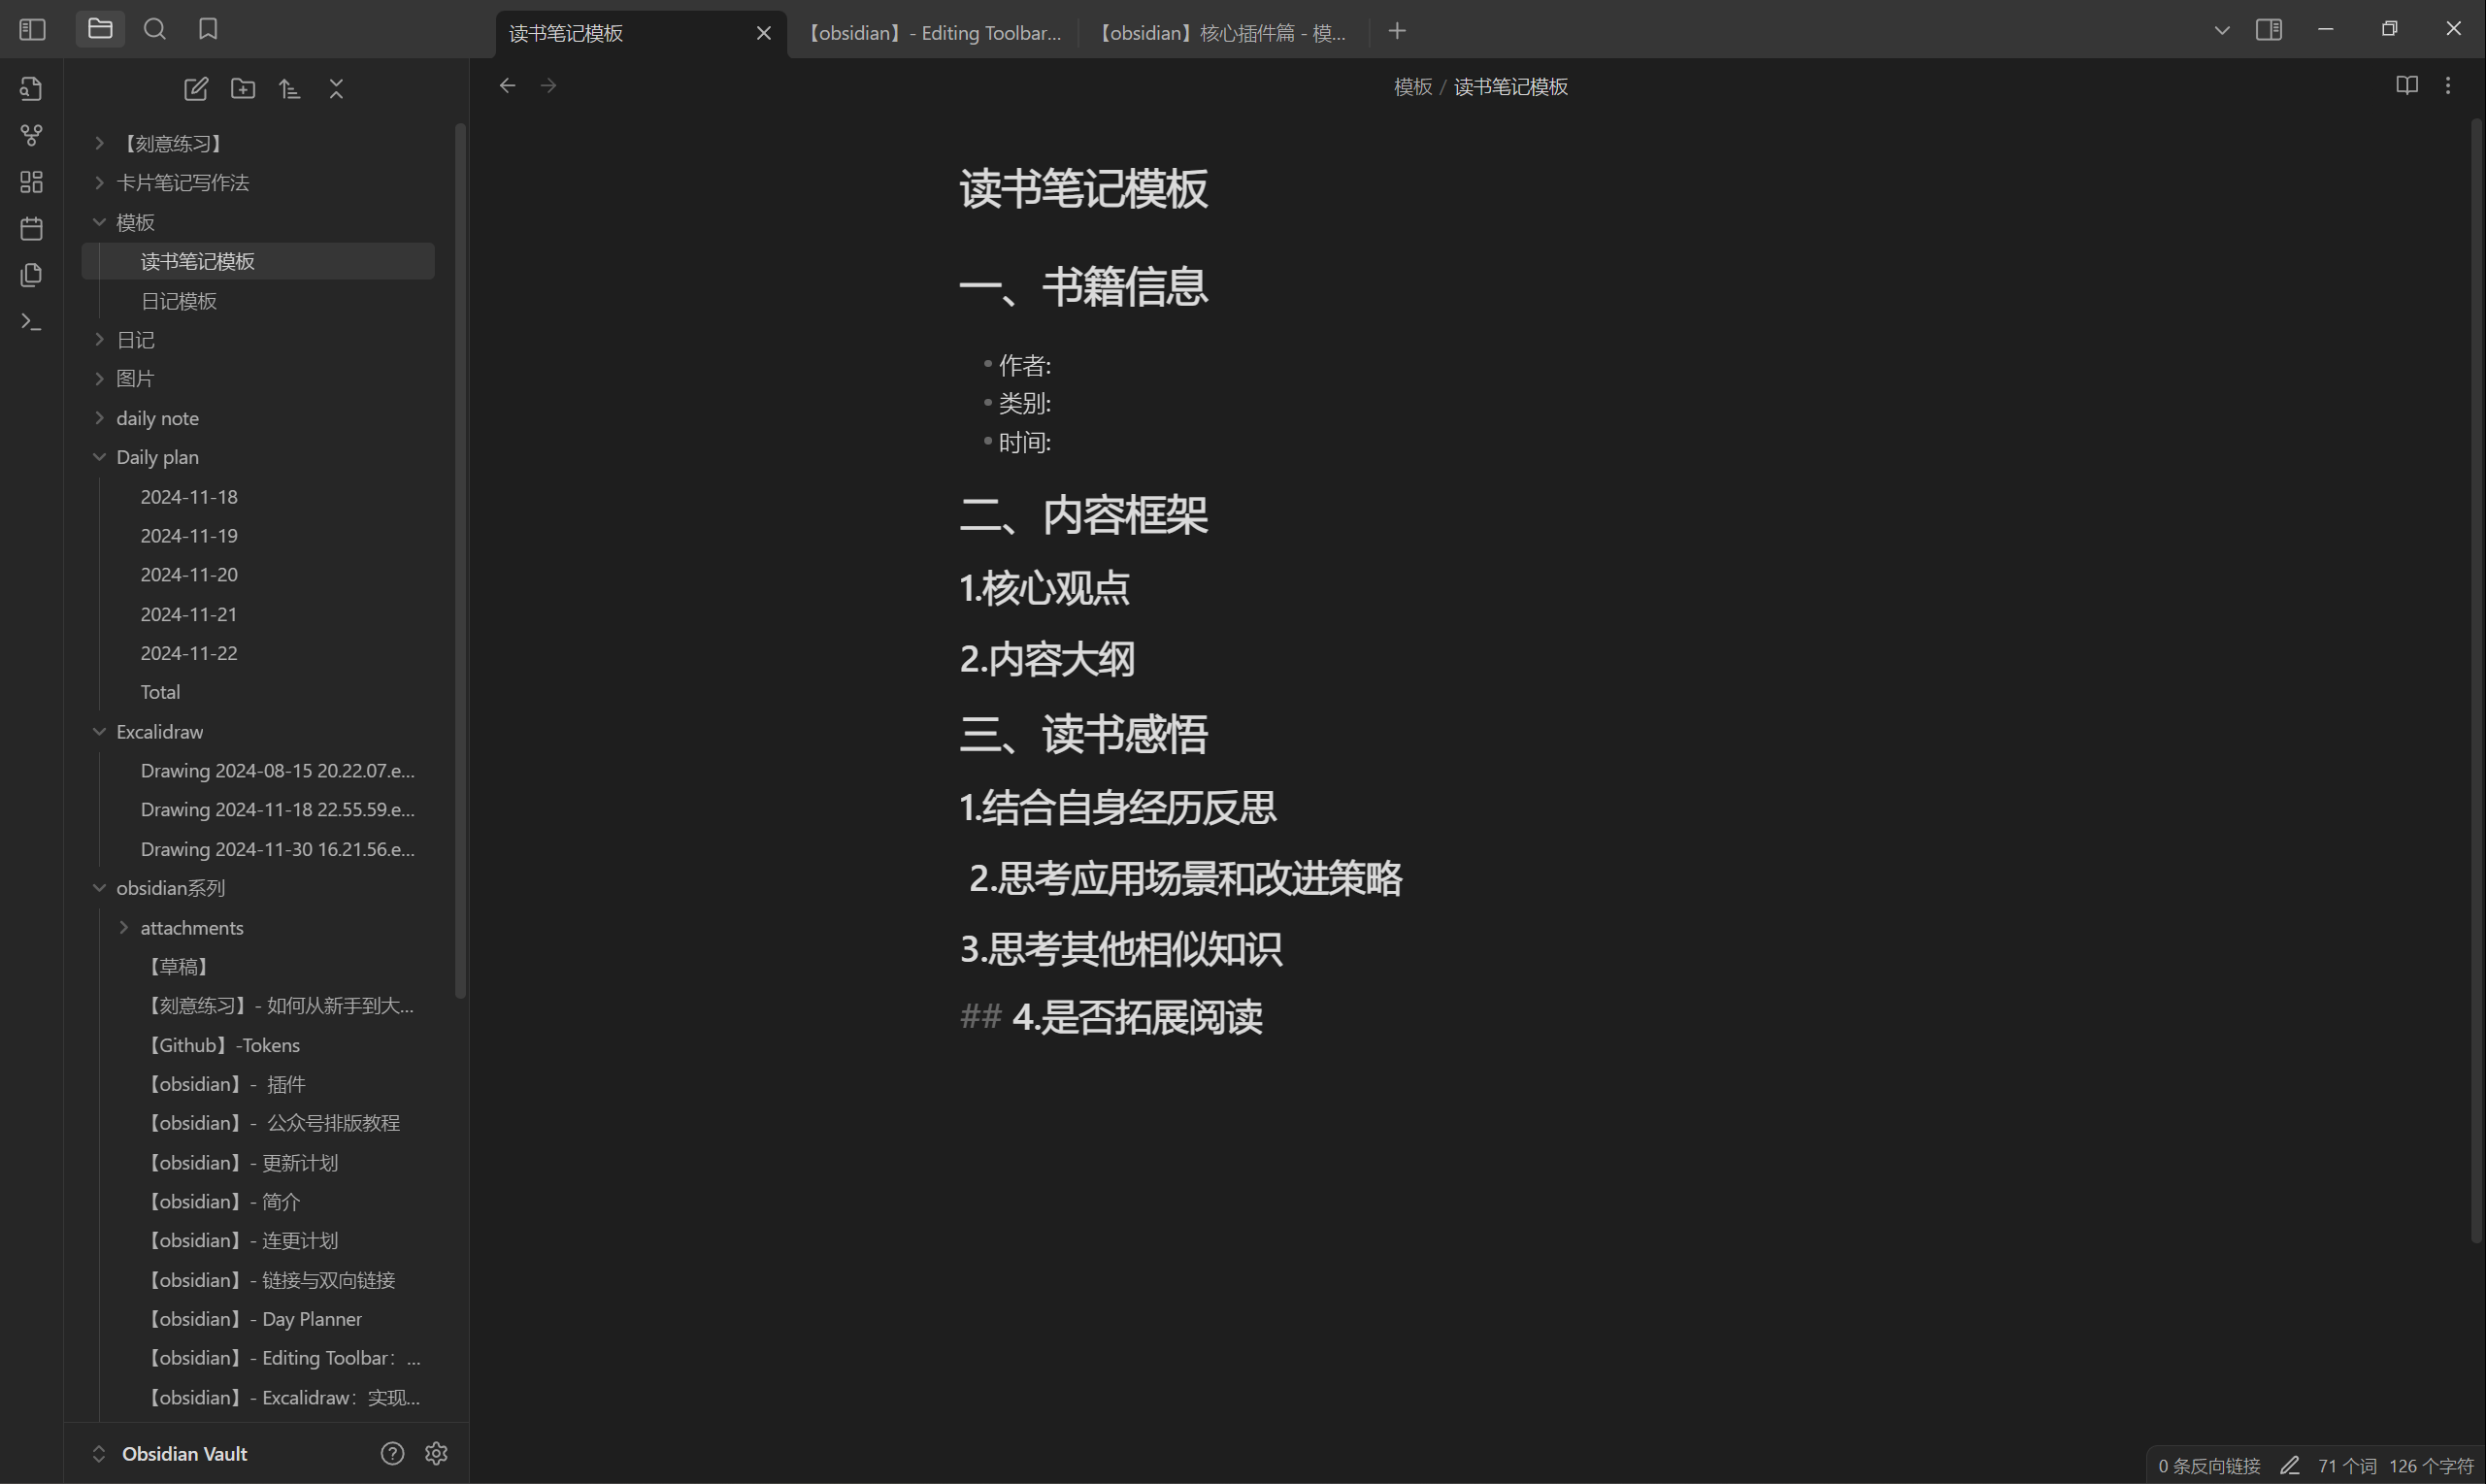 读书笔记模板
【obsidian】- Editing Toolbar...
【obsidian】核心插件篇 - 模...
模板 / 读书笔记模板
【刻意练习】
卡片笔记写作法
模板
读书笔记模板
日记模板
日记
图片
daily note
Daily plan
2024-11-18
2024-11-19
2024-11-20
2024-11-21
2024-11-22
Total
Excalidraw
Drawing 2024-08-15 20.22.07.e...
Drawing 2024-11-18 22.55.59.e...
Drawing 2024-11-30 16.21.56.e...
obsidian系列
attachments
【草稿】
【刻意练习】- 如何从新手到大...
【Github】-Tokens
【obsidian】- 插件
【obsidian】- 公众号排版教程
【obsidian】- 更新计划
【obsidian】- 简介
【obsidian】- 连更计划
【obsidian】- 链接与双向链接
【obsidian】- Day Planner
【obsidian】- Editing Toolbar：...
【obsidian】- Excalidraw：实现...
Obsidian Vault
读书笔记模板
一、书籍信息
• 作者:
• 类别:
• 时间:
二、内容框架
1.核心观点
2.内容大纲
三、读书感悟
1.结合自身经历反思
2.思考应用场景和改进策略
3.思考其他相似知识
## 4.是否拓展阅读
0 条反向链接 71 个词 126 个字符